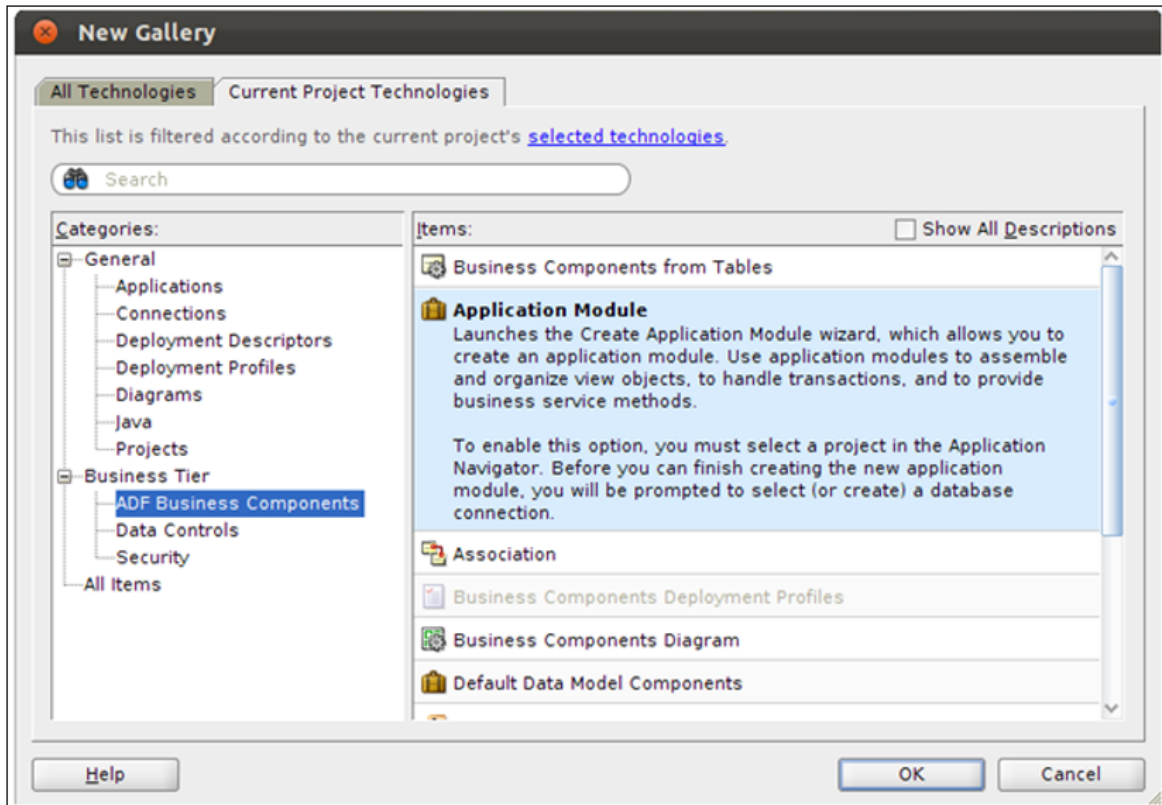 New Gallery
All Technologies
Current Project Technologies
This list is filtered according to the current project's selected technologies.
Search
Categories:
General
Applications
Connections
Deployment Descriptors
Deployment Profiles
Diagrams
Java
Projects
Business Tier
ADF Business Components
Data Controls
Security
All Items
Items:
Show All Descriptions
Business Components from Tables
Application Module
Launches the Create Application Module wizard, which allows you to
create an application module. Use application modules to assemble
and organize view objects, to handle transactions, and to provide
business service methods.
To enable this option, you must select a project in the Application
Navigator. Before you can finish creating the new application
module, you will be prompted to select (or create) a database
connection.
Association
Business Components Deployment Profiles
Business Components Diagram
Default Data Model Components
Help
OK
Cancel